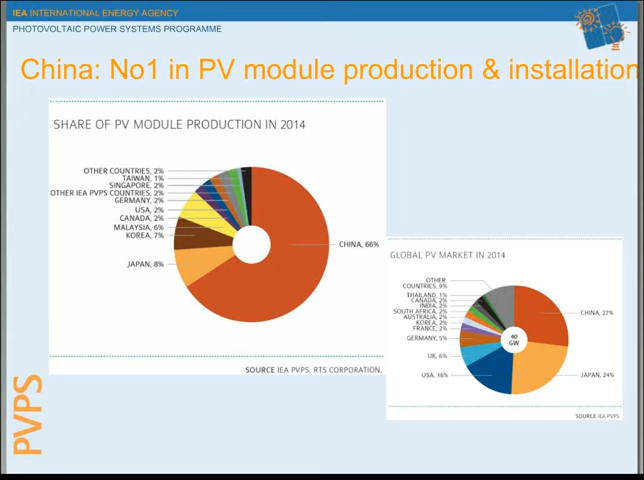 IEA INTERNATIONAL ENERGY AGENCY
PHOTOVOLTAIC POWER SYSTEMS PROGRAMME
China: No1 in PV module production & installation
SHARE OF PV MODULE PRODUCTION IN 2014
OTHER COUNTRIES, 2%
TAIWAN, 1%
SINGAPORE, 2%
OTHER IEA PVPS COUNTRIES, 2%
GERMANY, 2%
USA, 2%
CANADA, 2%
MALAYSIA, 6%
KOREA, 7%
JAPAN, 8%
CHINA, 66%
SOURCE IEA PVPS, RTS CORPORATION.
GLOBAL PV MARKET IN 2014
OTHER
COUNTRIES, 9%
THAILAND, 1%
CANADA, 2%
INDIA, 2%
SOUTH AFRICA, 2%
AUSTRALIA, 2%
KOREA, 2%
FRANCE, 2%
GERMANY, 5%
UK, 6%
USA, 16%
CHINA, 27%
JAPAN, 24%
40
GW
SOURCE IEA PVPS
PVPS